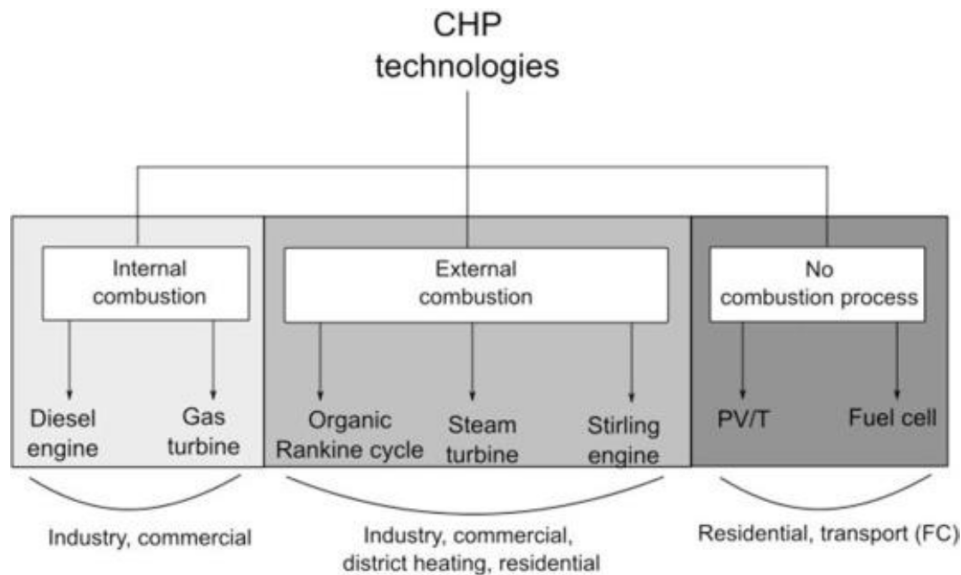 CHP
technologies
Internal
combustion
External
combustion
No
combustion process
Diesel
engine
Gas
turbine
Organic
Rankine cycle
Steam
turbine
Stirling
engine
PV/T
Fuel cell
Industry, commercial
Industry, commercial,
district heating, residential
Residential, transport (FC)